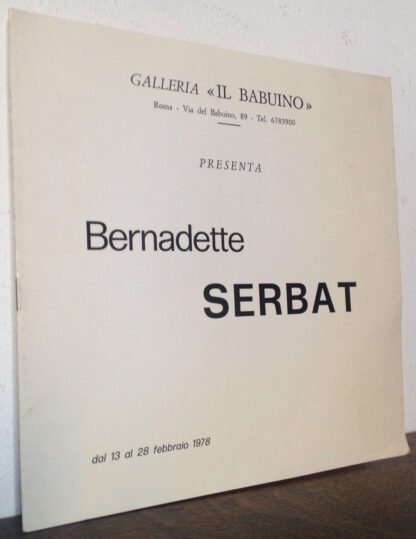 GALLERIA «IL BABUINO»
Roma - Via del Babuino, 89 - Tel. 6785900
PRESENTA
Bernadette
SERBAT
dal 13 al 28 febbraio 1978